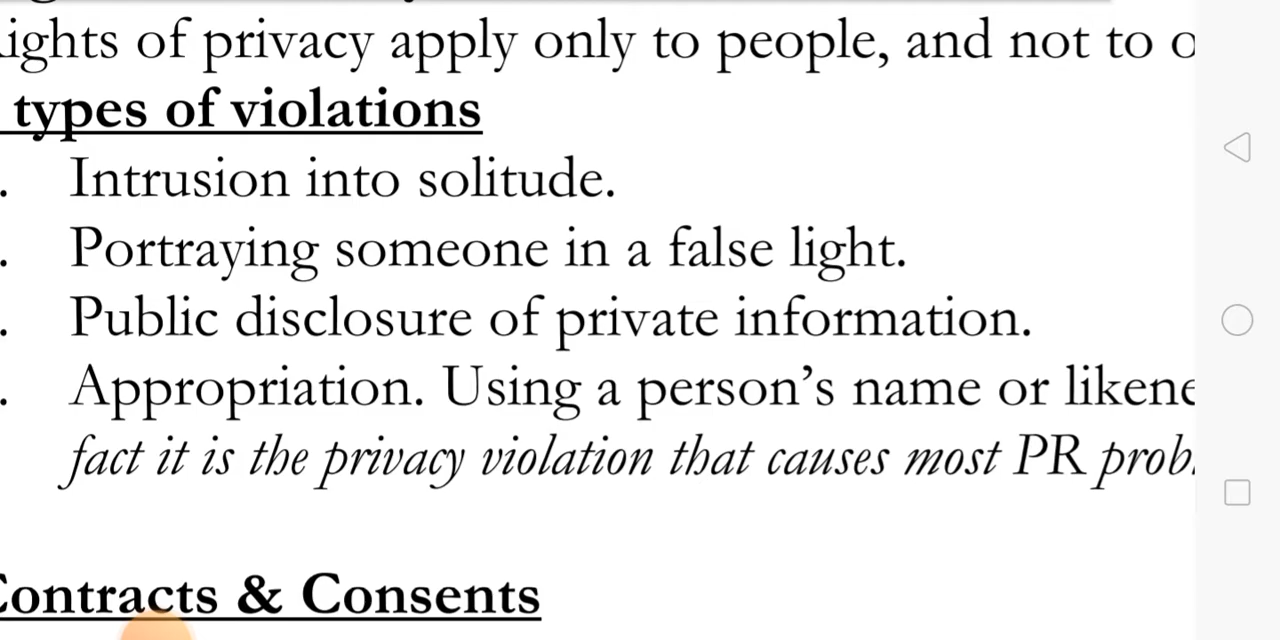 ights of privacy apply only to people, and not to
types of violations
. Intrusion into solitude.
. Portraying someone in a false light.
. Public disclosure of private information.
. Appropriation. Using a person’s name or likene
fact it is the privacy violation that causes most PR prob
Contracts & Consents